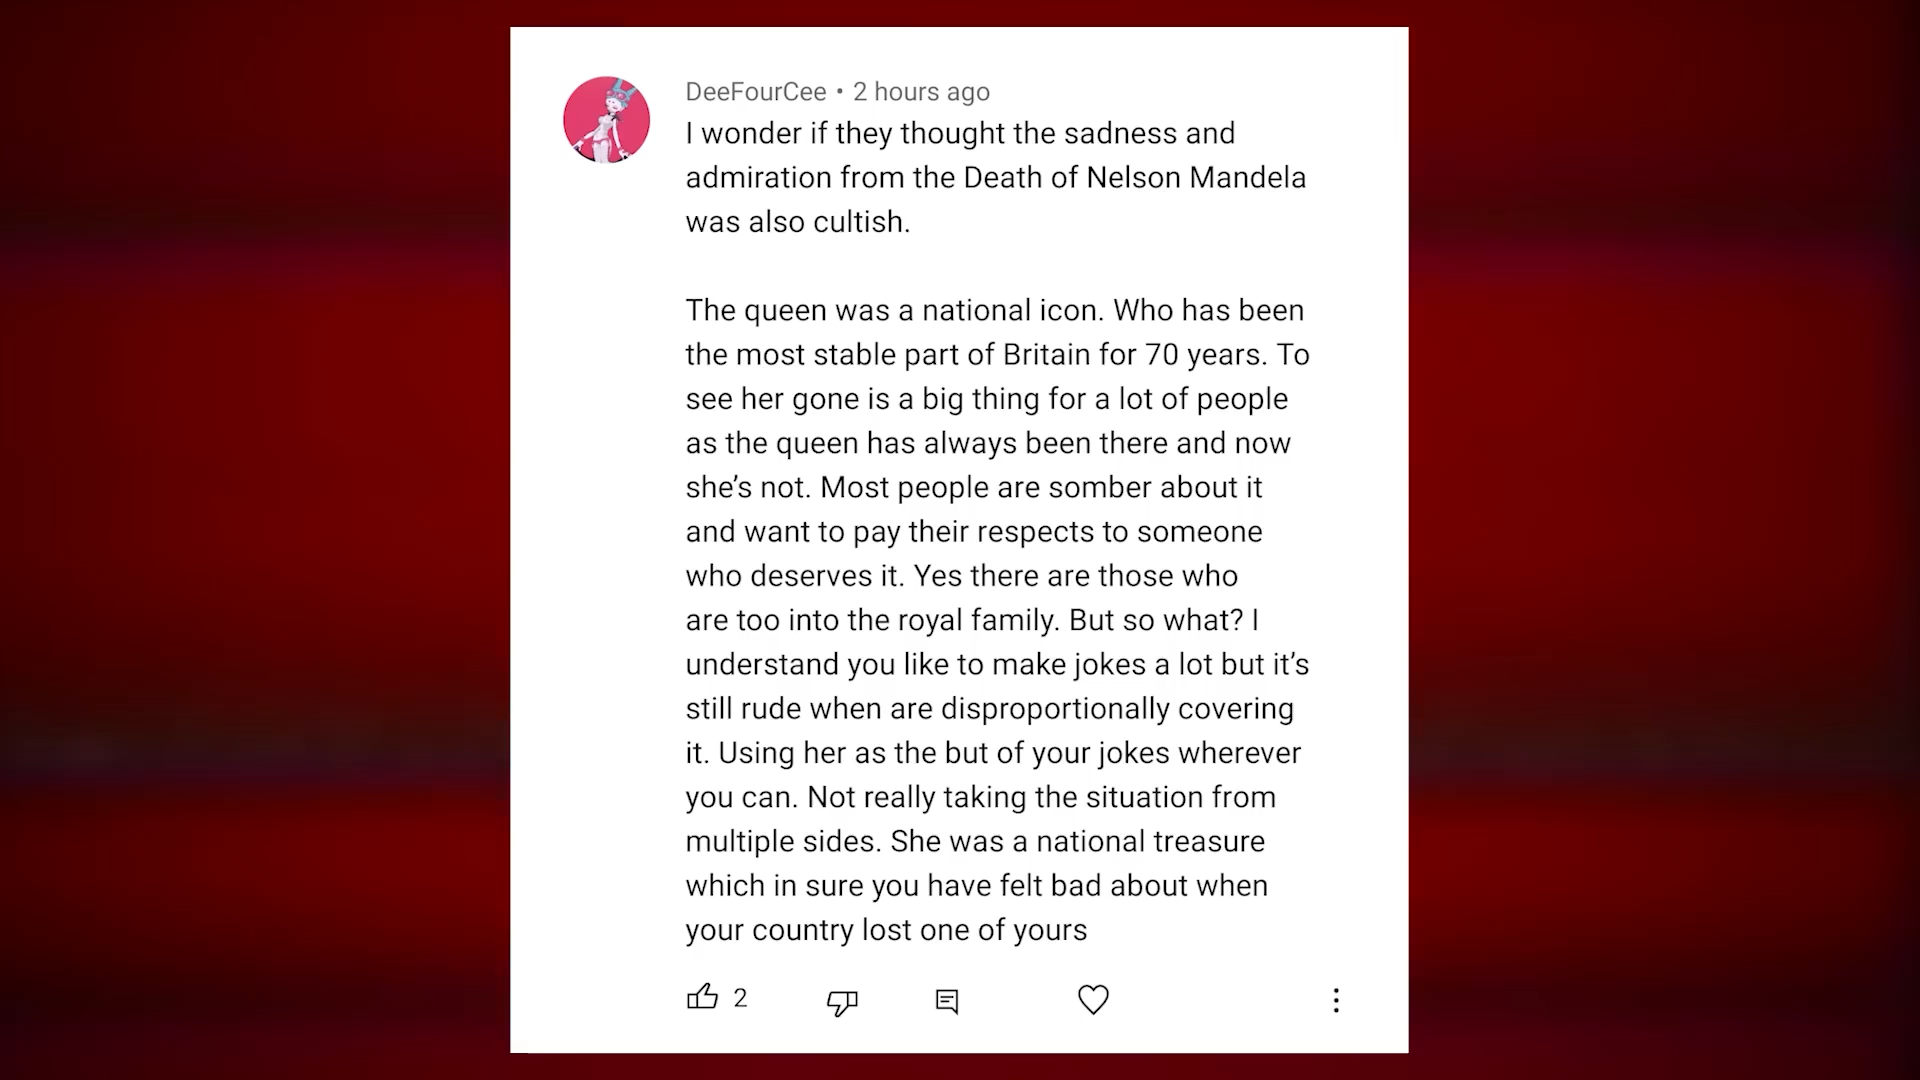 DeeFourCee • 2 hours ago
I wonder if they thought the sadness and
admiration from the Death of Nelson Mandela
was also cultish.
The queen was a national icon. Who has been
the most stable part of Britain for 70 years. To
see her gone is a big thing for a lot of people
as the queen has always been there and now
she’s not. Most people are somber about it
and want to pay their respects to someone
who deserves it. Yes there are those who
are too into the royal family. But so what? I
understand you like to make jokes a lot but it’s
still rude when are disproportionally covering
it. Using her as the but of your jokes wherever
you can. Not really taking the situation from
multiple sides. She was a national treasure
which in sure you have felt bad about when
your country lost one of yours
2